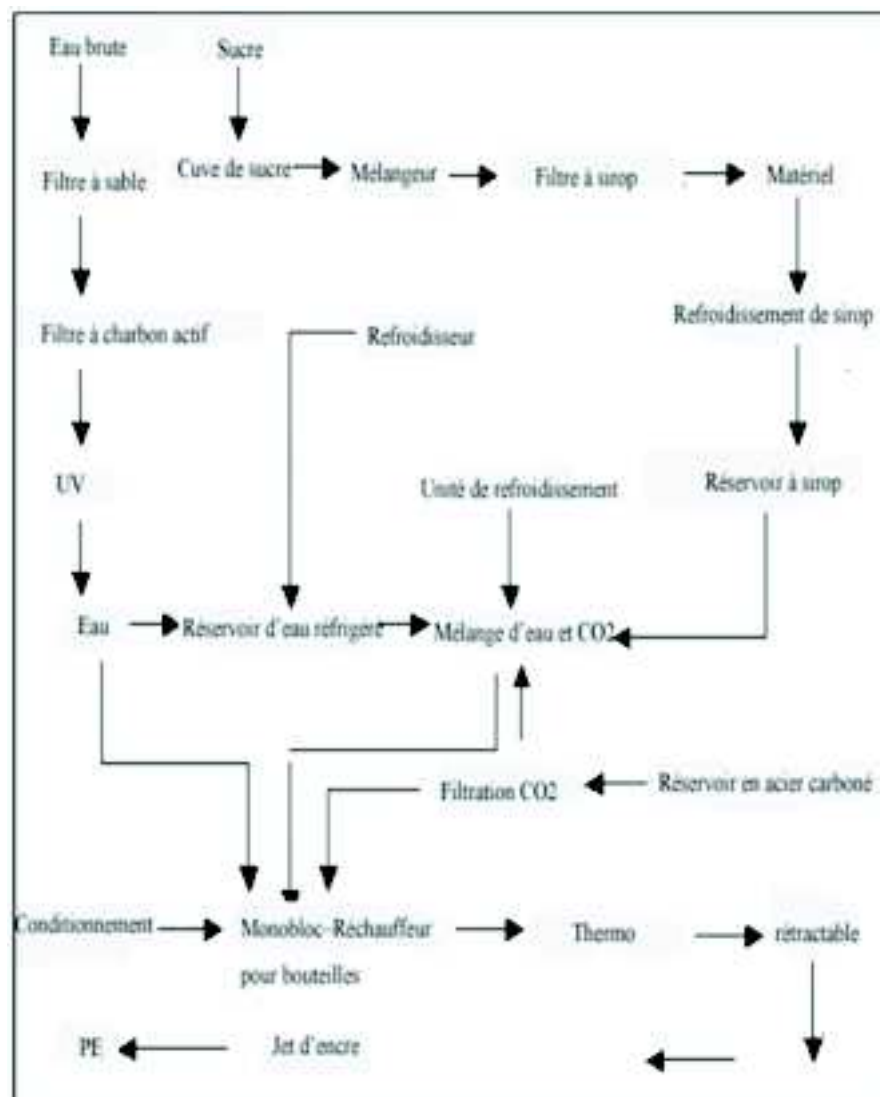 Eau brute
Sucre
Filtre à sable
Cuve de sucre
Mélangeur
Filtre à sirop
Matériel
Filtre à charbon actif
Refroidisseur
Refroidissement de sirop
UV
Unité de refroidissement
Réservoir à sirop
Eau
Réservoir d'eau réfrigéré
Mélange d'eau et CO2
Filtration CO2
Réservoir en acier carboné
Conditionnement
Monobloc-Réchauffeur
pour bouteilles
Thermo
rétractable
PE
Jet d'encre